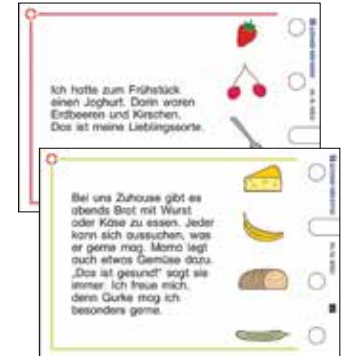 Ich hatte zum Frühstück
einen Joghurt. Darin waren
Erdbeeren und Kirschen.
Das ist meine Lieblingssorte.
Bei uns Zuhause gibt es
abends Brot mit Wurst
oder Käse zu essen. Jeder
kann sich aussuchen, was
er gerne mag. Mama legt
auch etwas Gemüse dazu.
„Das ist gesund“ sagt sie
immer. Ich freue mich,
denn Gurke mag ich
besonders gerne.